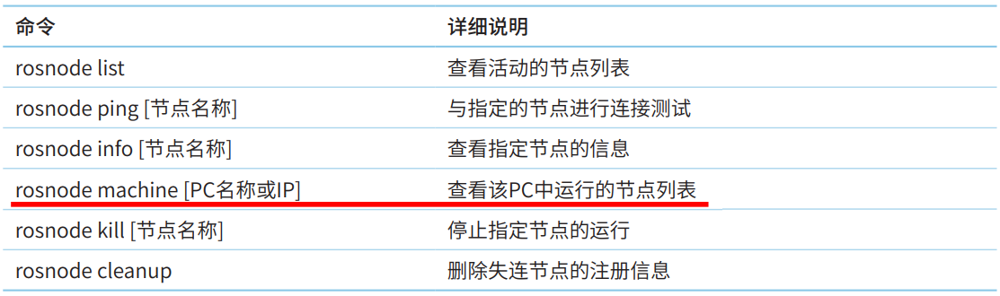 命令 详细说明
rosnode list 查看活动的节点列表
rosnode ping [节点名称] 与指定的节点进行连接测试
rosnode info [节点名称] 查看指定节点的信息
rosnode machine [PC名称或IP] 查看该PC中运行的节点列表
rosnode kill [节点名称] 停止指定节点的运行
rosnode cleanup 删除失连节点的注册信息